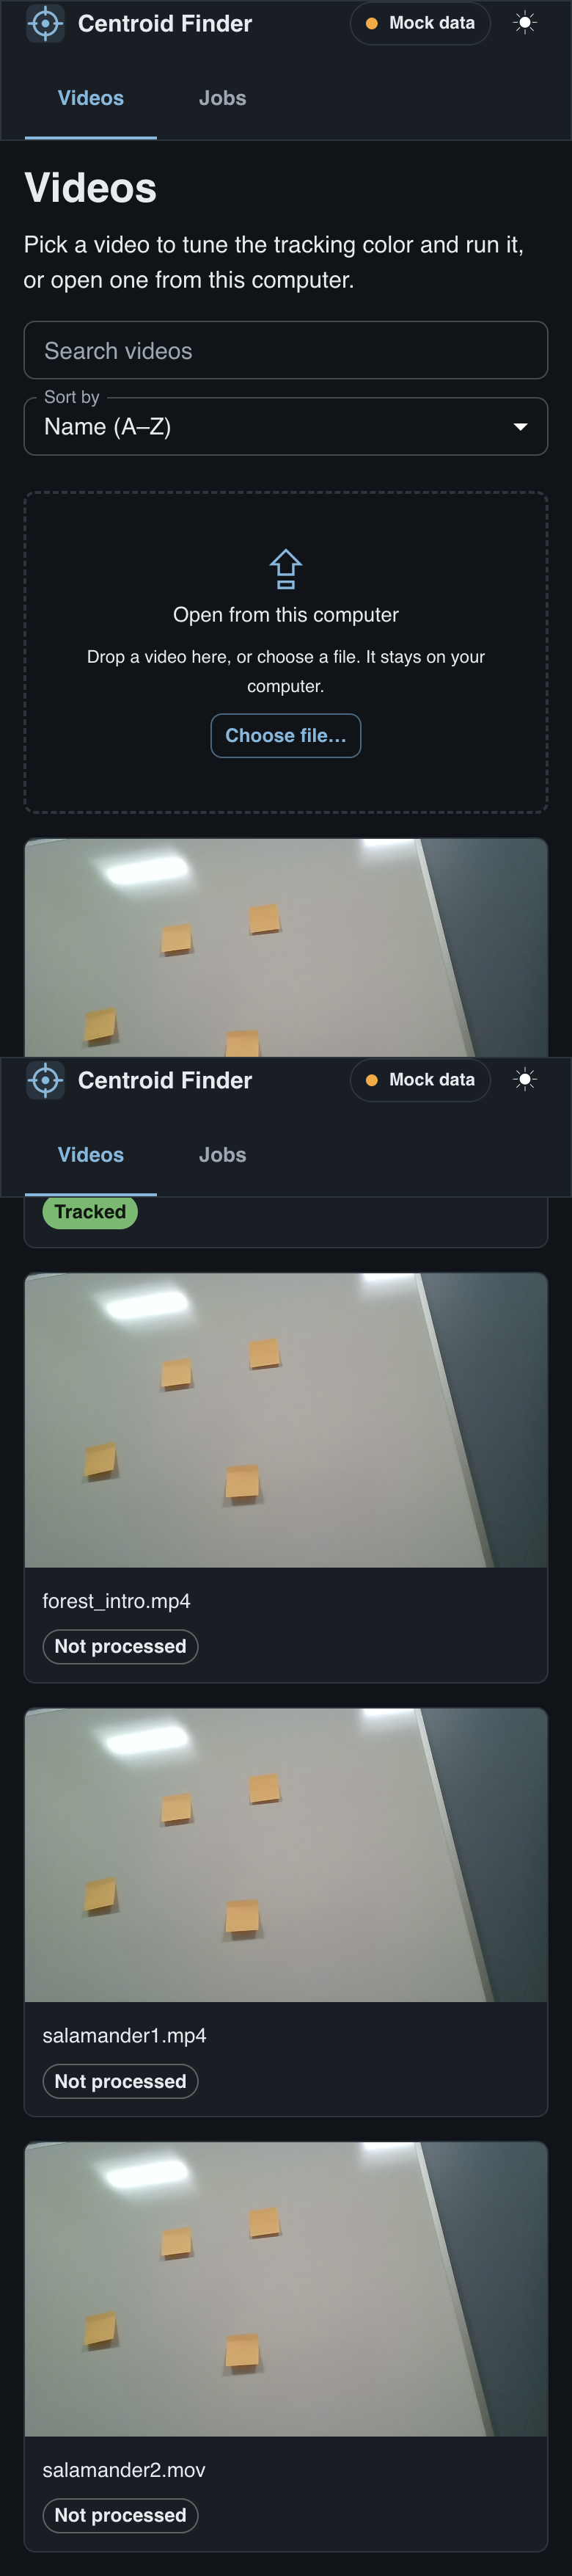 Centroid Finder
Mock data
Videos
Jobs
Videos
Pick a video to tune the tracking color and run it,
or open one from this computer.
Search videos
Sort by
Name (A–Z)
Open from this computer
Drop a video here, or choose a file. It stays on your
computer.
Choose file…
Centroid Finder
Mock data
Videos
Jobs
Tracked
forest_intro.mp4
Not processed
salamander1.mp4
Not processed
salamander2.mov
Not processed